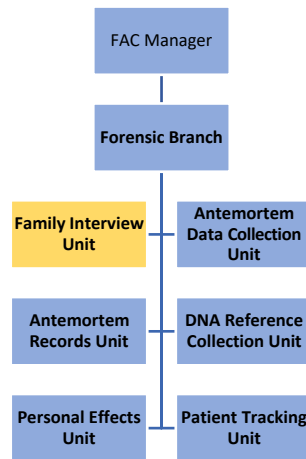 FAC Manager
Forensic Branch
Family Interview
Unit
Antemortem
Data Collection
Unit
Antemortem
Records Unit
DNA Reference
Collection Unit
Personal Effects
Unit
Patient Tracking
Unit